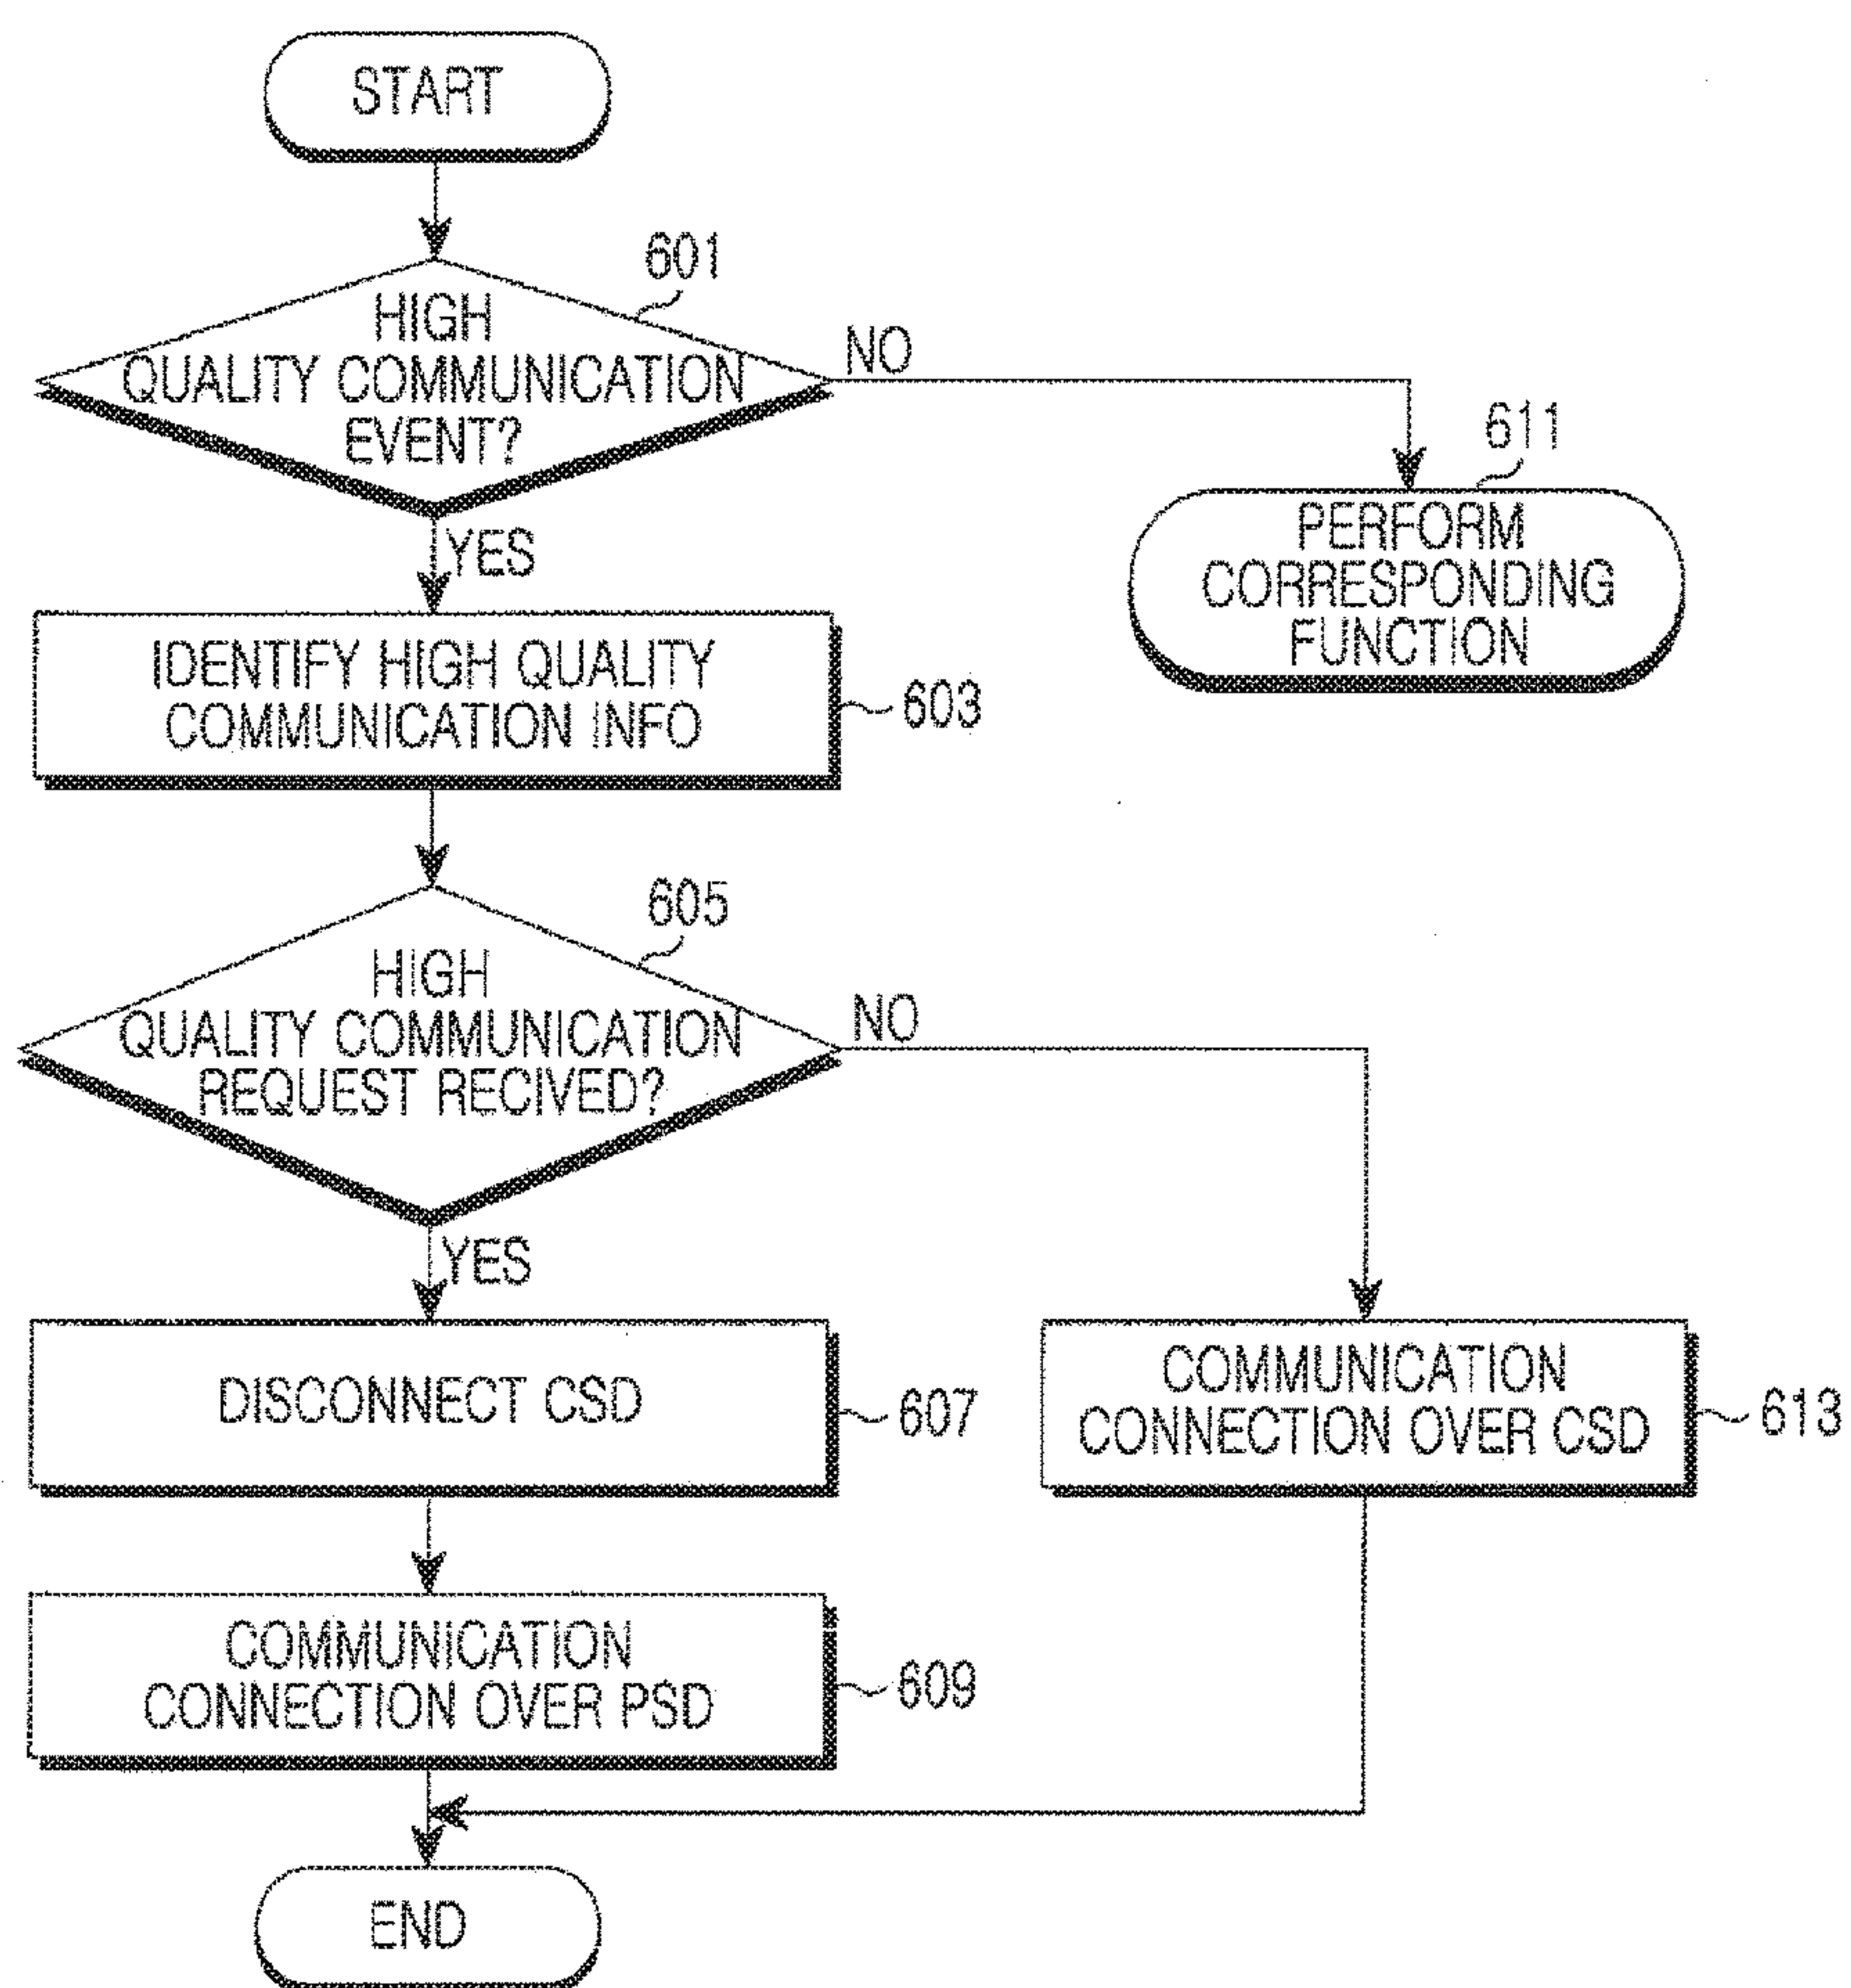 START
601
HIGH
QUALITY COMMUNICATION
EVENT?
NO
YES
611
PERFORM
CORRESPONDING
FUNCTION
IDENTIFY HIGH QUALITY
COMMUNICATION INFO
603
605
HIGH
QUALITY COMMUNICATION
REQUEST RECIVED?
NO
YES
DISCONNECT CSD
607
COMMUNICATION
CONNECTION OVER CSD
613
COMMUNICATION
CONNECTION OVER PSD
609
END